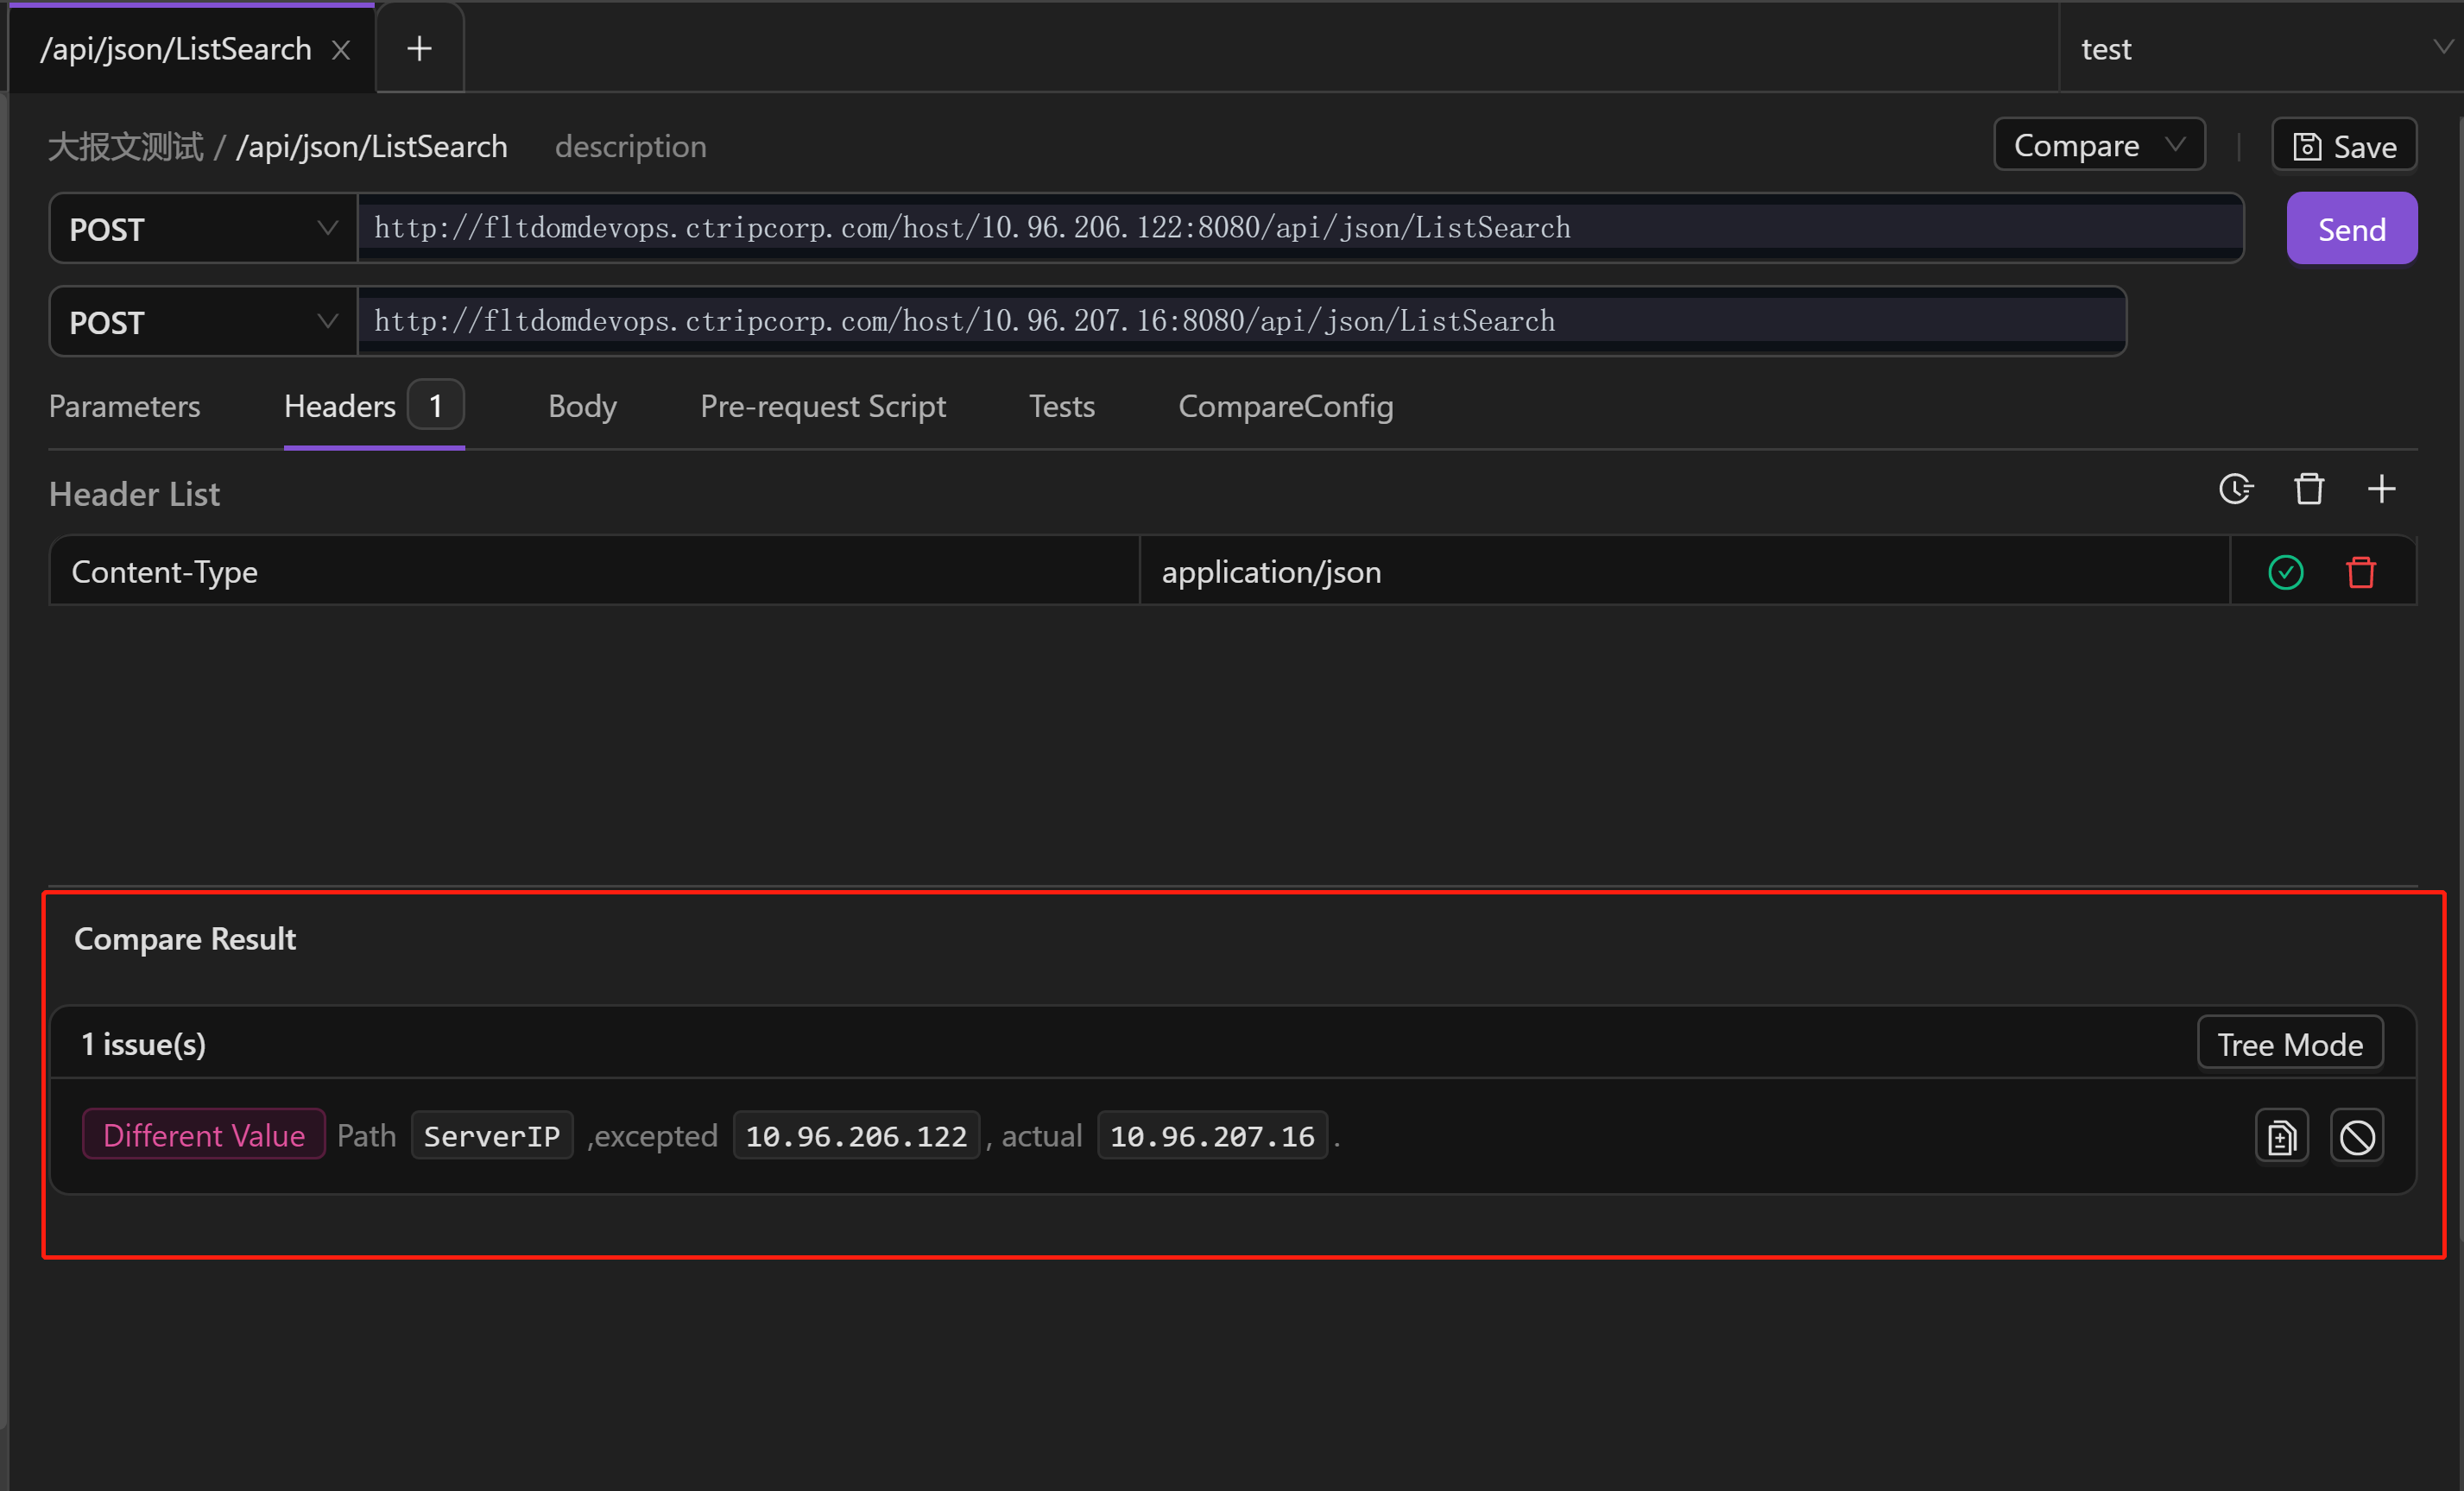 /api/json/ListSearch
test
大报文测试 / /api/json/ListSearch description Compare Save
POST http://fltdomdevops.ctripcorp.com/host/10.96.206.122:8080/api/json/ListSearch Send
POST http://fltdomdevops.ctripcorp.com/host/10.96.207.16:8080/api/json/ListSearch
Parameters Headers 1 Body Pre-request Script Tests CompareConfig
Header List
Content-Type application/json
Compare Result
1 issue(s) Tree Mode
Different Value Path ServerIP ,excepted 10.96.206.122 , actual 10.96.207.16 .